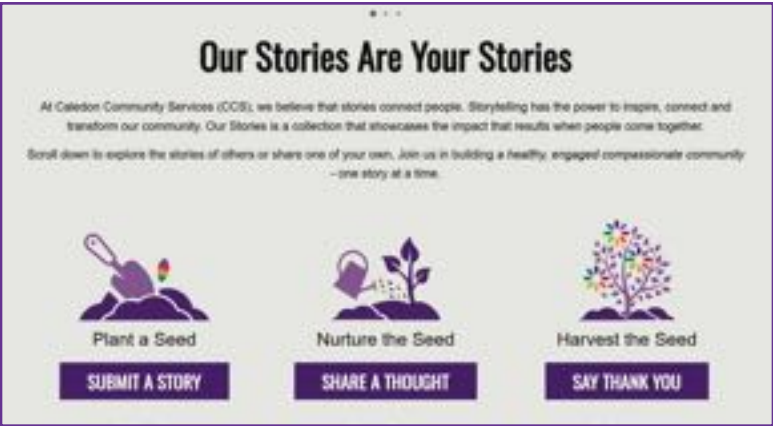 Our Stories Are Your Stories
At Caledon Community Services (CCS), we believe that stories connect people. Storytelling has the power to inspire, connect and
transform our community. Our Stories is a collection that showcases the impact that results when people come together.
Scroll down to explore the stories of others or share one of your own. Join us in building a healthy, engaged compassionate community
–one story at a time.
Plant a Seed
Nurture the Seed
Harvest the Seed
SUBMIT A STORY
SHARE A THOUGHT
SAY THANK YOU